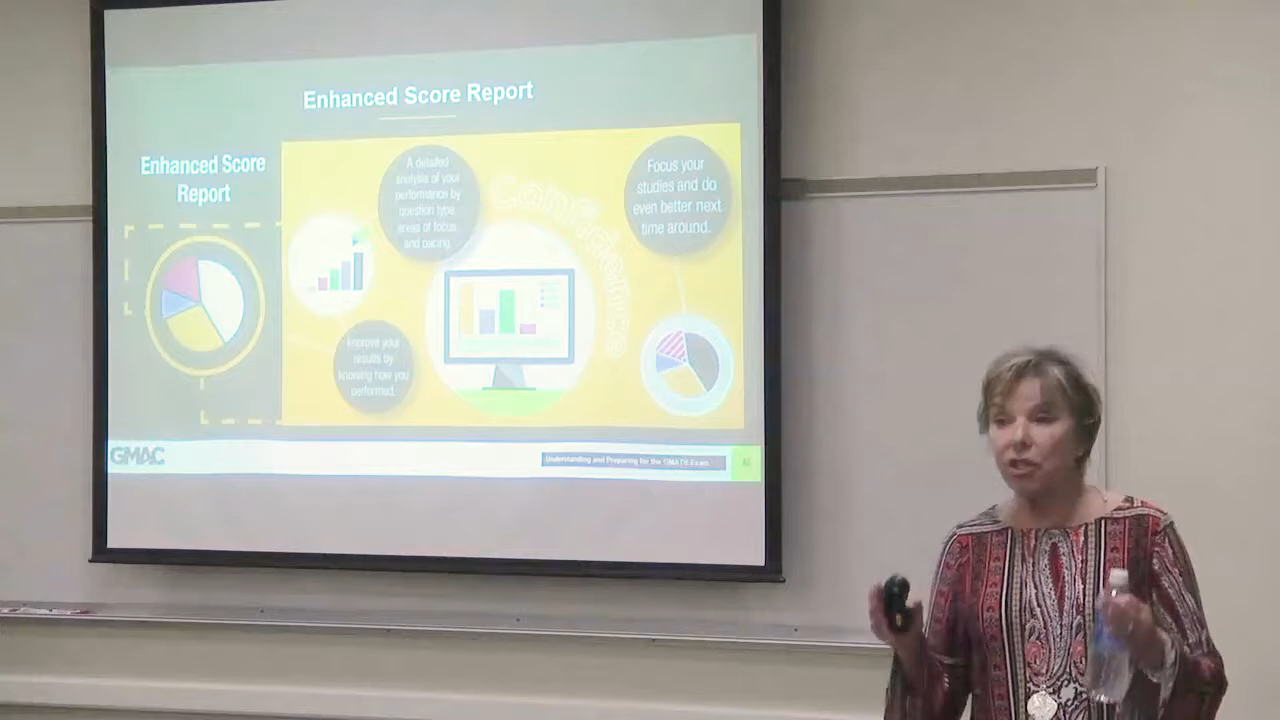 Enhanced Score Report
Enhanced Score
Report
A detailed
analysis of your
performance by
question type,
areas of focus,
and pacing.
Focus your
studies and do
even better next
time around.
Improve your
results by
knowing how you
performed.
GMAC
Understanding and Preparing for the GMAT® Exam